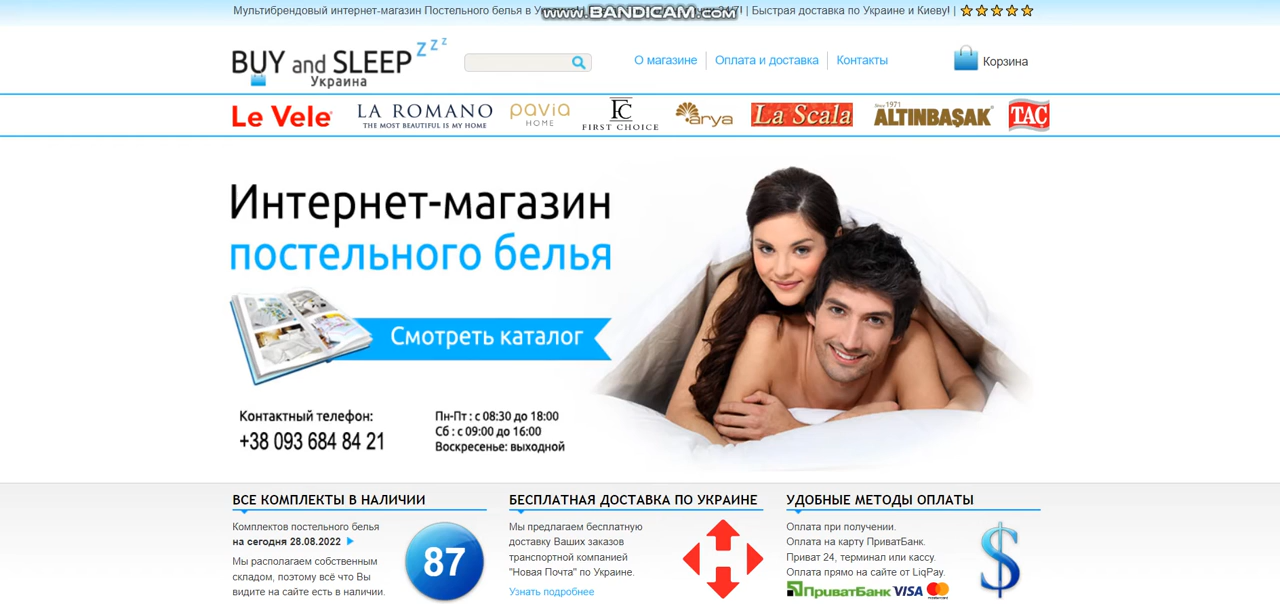 Мультибрендовый интернет-магазин Постельного белья в 24/7! | Быстрая доставка по Украине и Киеву! |
www.BANDICAM.com
BUY and SLEEP z z z
Украина
О магазине
Оплата и доставка
Контакты
Корзина
Le Vele
LA ROMANO
THE MOST BEAUTIFUL IS MY HOME
pavia
HOME
FC
FIRST CHOICE
arya
La Scala
Since 1971
ALTINBAŞAK
TAÇ
Интернет-магазин
постельного белья
Смотреть каталог
Контактный телефон:
+38 093 684 84 21
Пн-Пт : с 08:30 до 18:00
Сб : с 09:00 до 16:00
Воскресенье: выходной
ВСЕ КОМПЛЕКТЫ В НАЛИЧИИ
Комплектов постельного белья
на сегодня 28.08.2022
Мы располагаем собственным
складом, поэтому всё что Вы
видите на сайте есть в наличии.
87
БЕСПЛАТНАЯ ДОСТАВКА ПО УКРАИНЕ
Мы предлагаем бесплатную
доставку Ваших заказов
транспортной компанией
"Новая Почта" по Украине.
Узнать подробнее
УДОБНЫЕ МЕТОДЫ ОПЛАТЫ
Оплата при получении.
Оплата на карту ПриватБанк.
Приват 24, терминал или кассу.
Оплата прямо на сайте от LiqPay.
ПриватБанк VISA
$